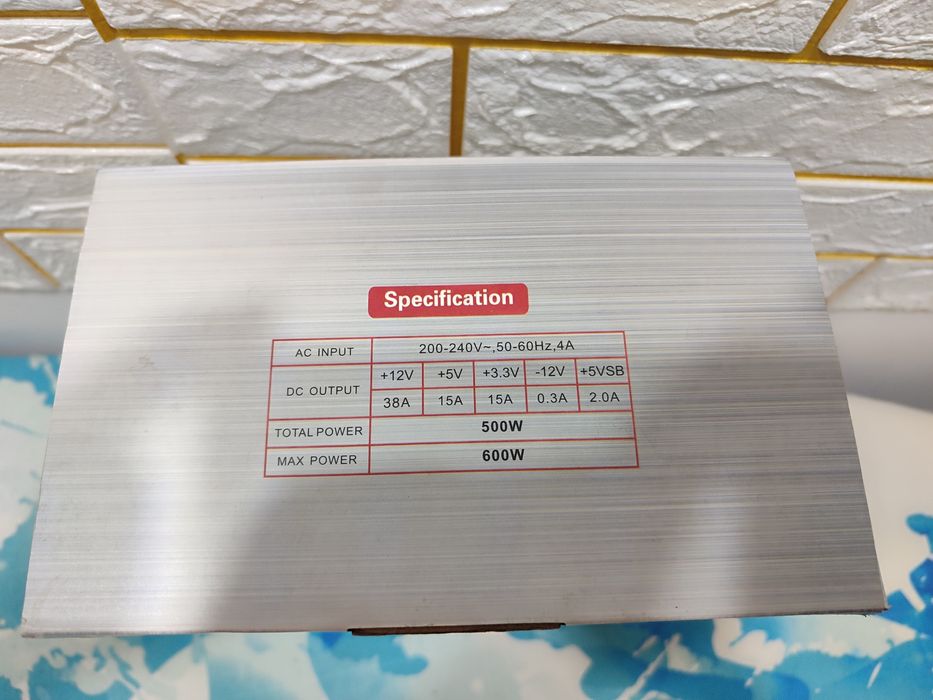 Specification
AC INPUT 200-240V~,50-60Hz,4A
DC OUTPUT +12V +5V +3.3V -12V +5VSB
38A 15A 15A 0.3A 2.0A
TOTAL POWER 500W
MAX POWER 600W